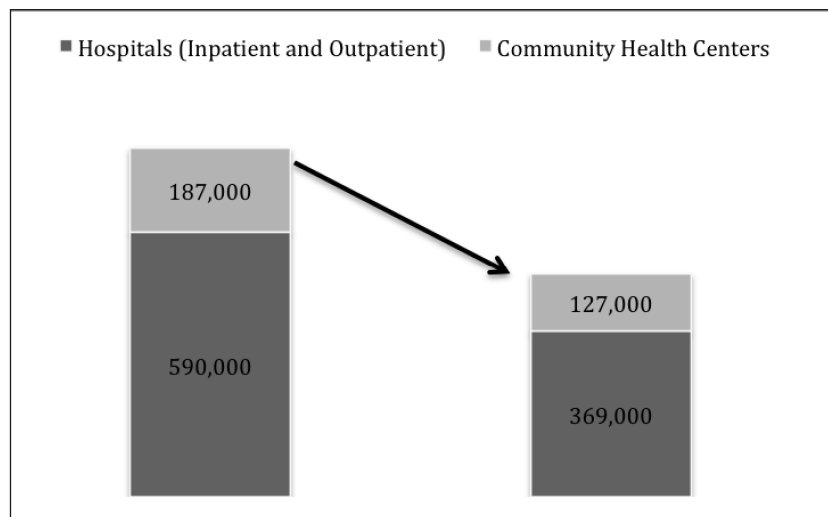 Hospitals (Inpatient and Outpatient) Community Health Centers
187,000
590,000
127,000
369,000